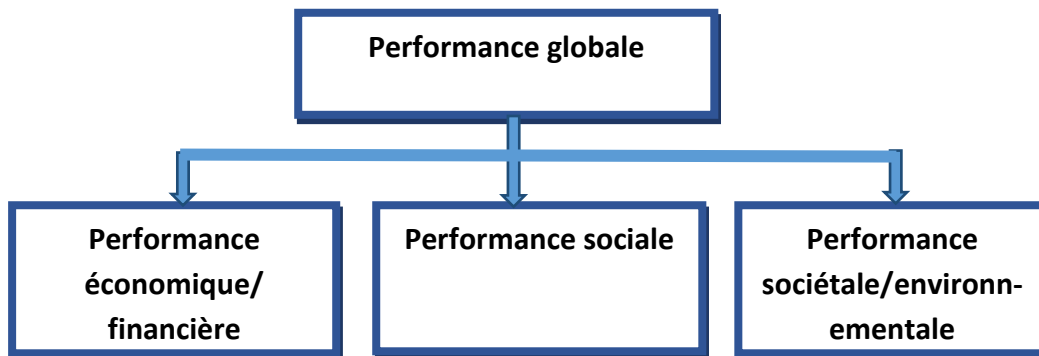 Performance globale
Performance
économique/
financière
Performance sociale
Performance
sociétale/environn-
ementale